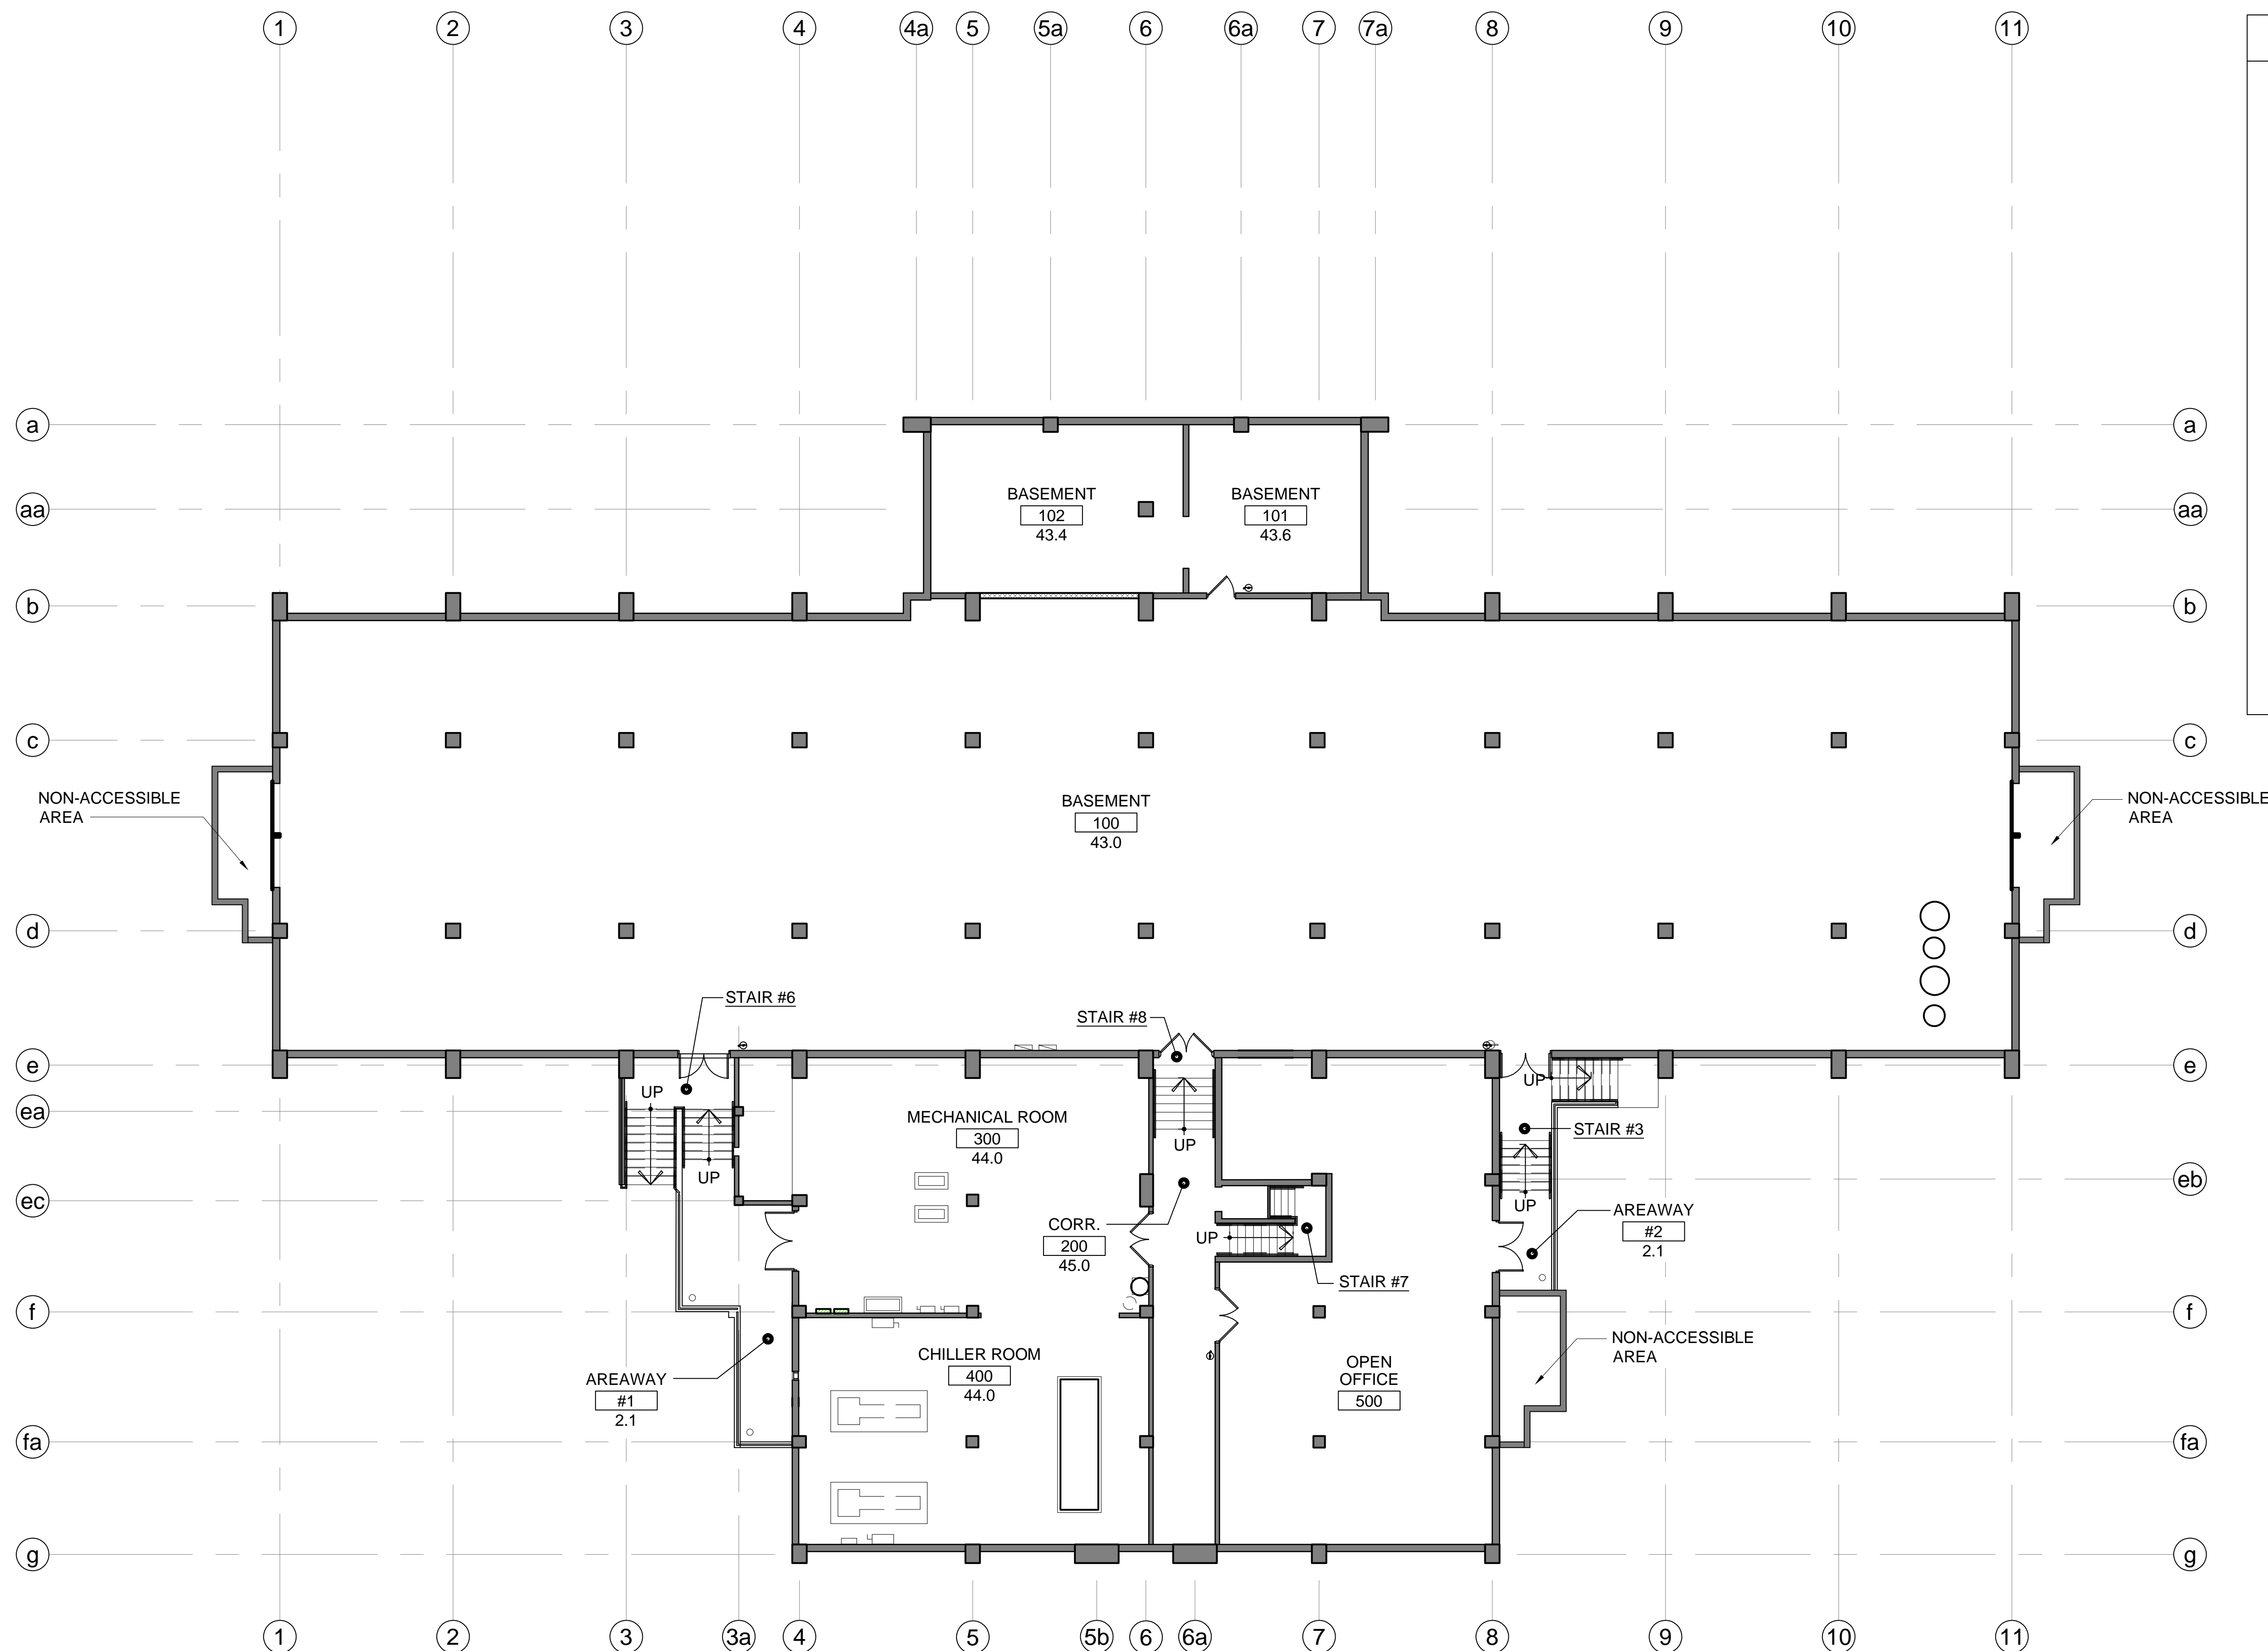 1 2 3 4 4a 5 5a 6 6a 7 7a 8 9 10 11
a a
BASEMENT BASEMENT
aa 102 101 aa
43.4 43.6
b b
c c
NON-ACCESSIBLE
AREA
BASEMENT
100
43.0
NON-ACCESSIBLE
AREA
d d
STAIR #6
STAIR #8
e e
UP
UP
ea
MECHANICAL ROOM
300
44.0
STAIR #3
UP
UP
eb
ec
UP
CORR.
200
45.0
UP
AREAWAY
#2
2.1
STAIR #7
f f
NON-ACCESSIBLE
AREA
CHILLER ROOM
400
44.0
OPEN
OFFICE
500
AREAWAY
#1
2.1
fa fa
g g
1 2 3 3a 4 5 5b 6 6a 7 8 9 10 11